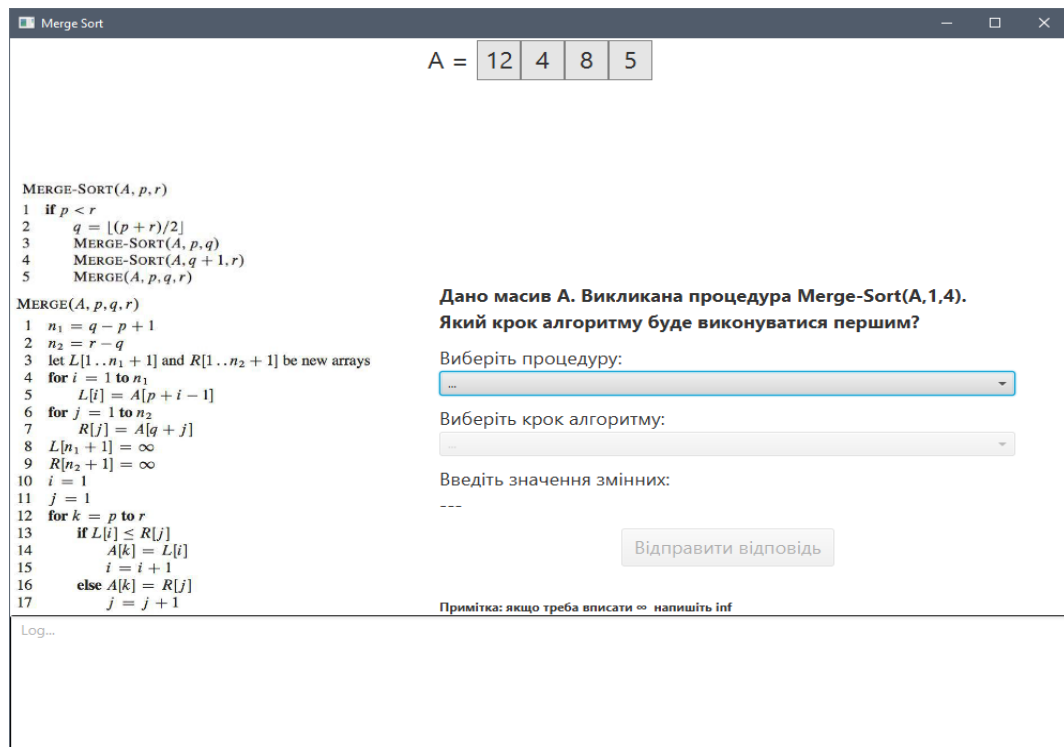 Merge Sort
A = 12 4 8 5
MERGE-SORT(A, p, r)
1 if p < r
2 q = ⌊(p + r)/2⌋
3 MERGE-SORT(A, p, q)
4 MERGE-SORT(A, q + 1, r)
5 MERGE(A, p, q, r)
MERGE(A, p, q, r)
1 n₁ = q − p + 1
2 n₂ = r − q
3 let L[1 . . n₁ + 1] and R[1 . . n₂ + 1] be new arrays
4 for i = 1 to n₁
5 L[i] = A[p + i − 1]
6 for j = 1 to n₂
7 R[j] = A[q + j]
8 L[n₁ + 1] = ∞
9 R[n₂ + 1] = ∞
10 i = 1
11 j = 1
12 for k = p to r
13 if L[i] ≤ R[j]
14 A[k] = L[i]
15 i = i + 1
16 else A[k] = R[j]
17 j = j + 1
Дано масив А. Викликана процедура Merge-Sort(A,1,4).
Який крок алгоритму буде виконуватися першим?
Виберіть процедуру:
...
Виберіть крок алгоритму:
...
Введіть значення змінних:
---
Відправити відповідь
Примітка: якщо треба вписати ∞ напишіть inf
Log...